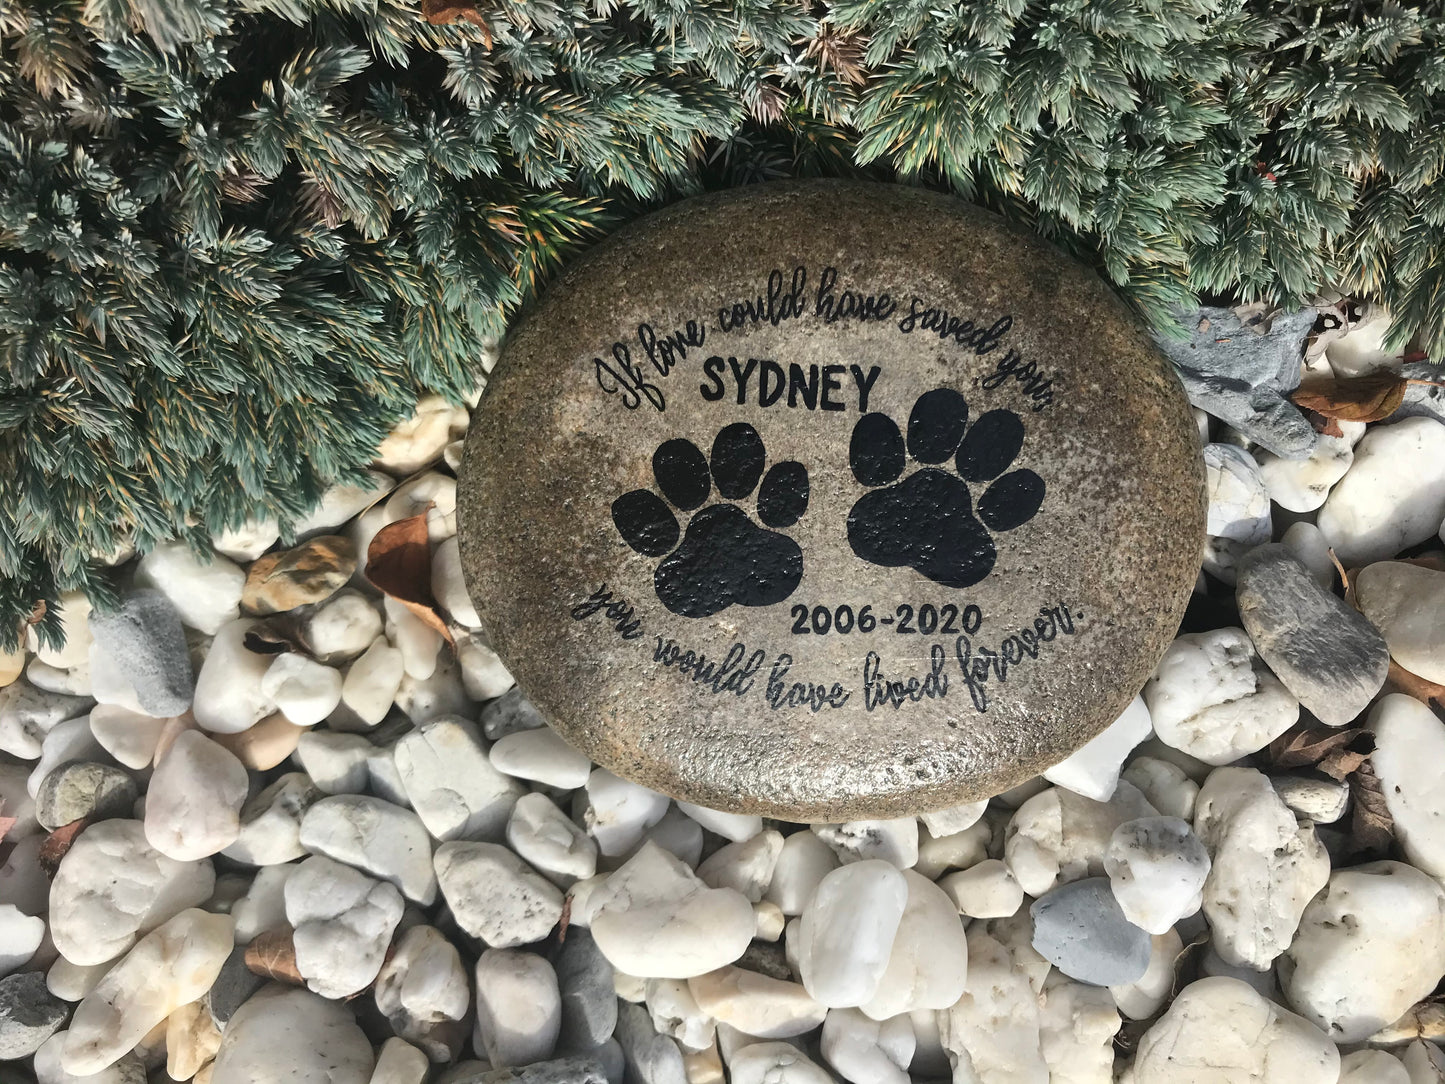 If love could have saved you,
SYDNEY
2006-2020
you would have lived forever.